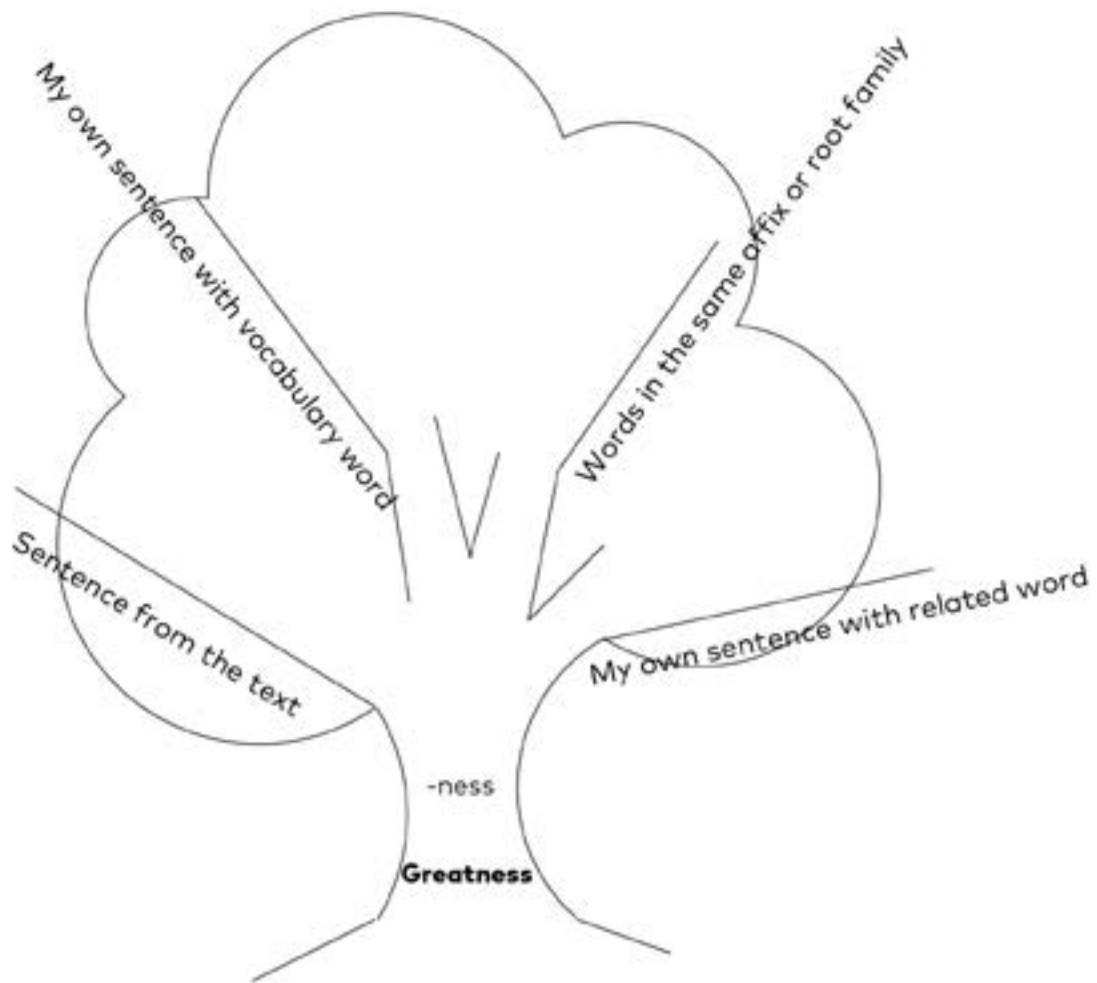 My own sentence with vocabulary word
Words in the same affix or root family
Sentence from the text
My own sentence with related word
-ness
Greatness